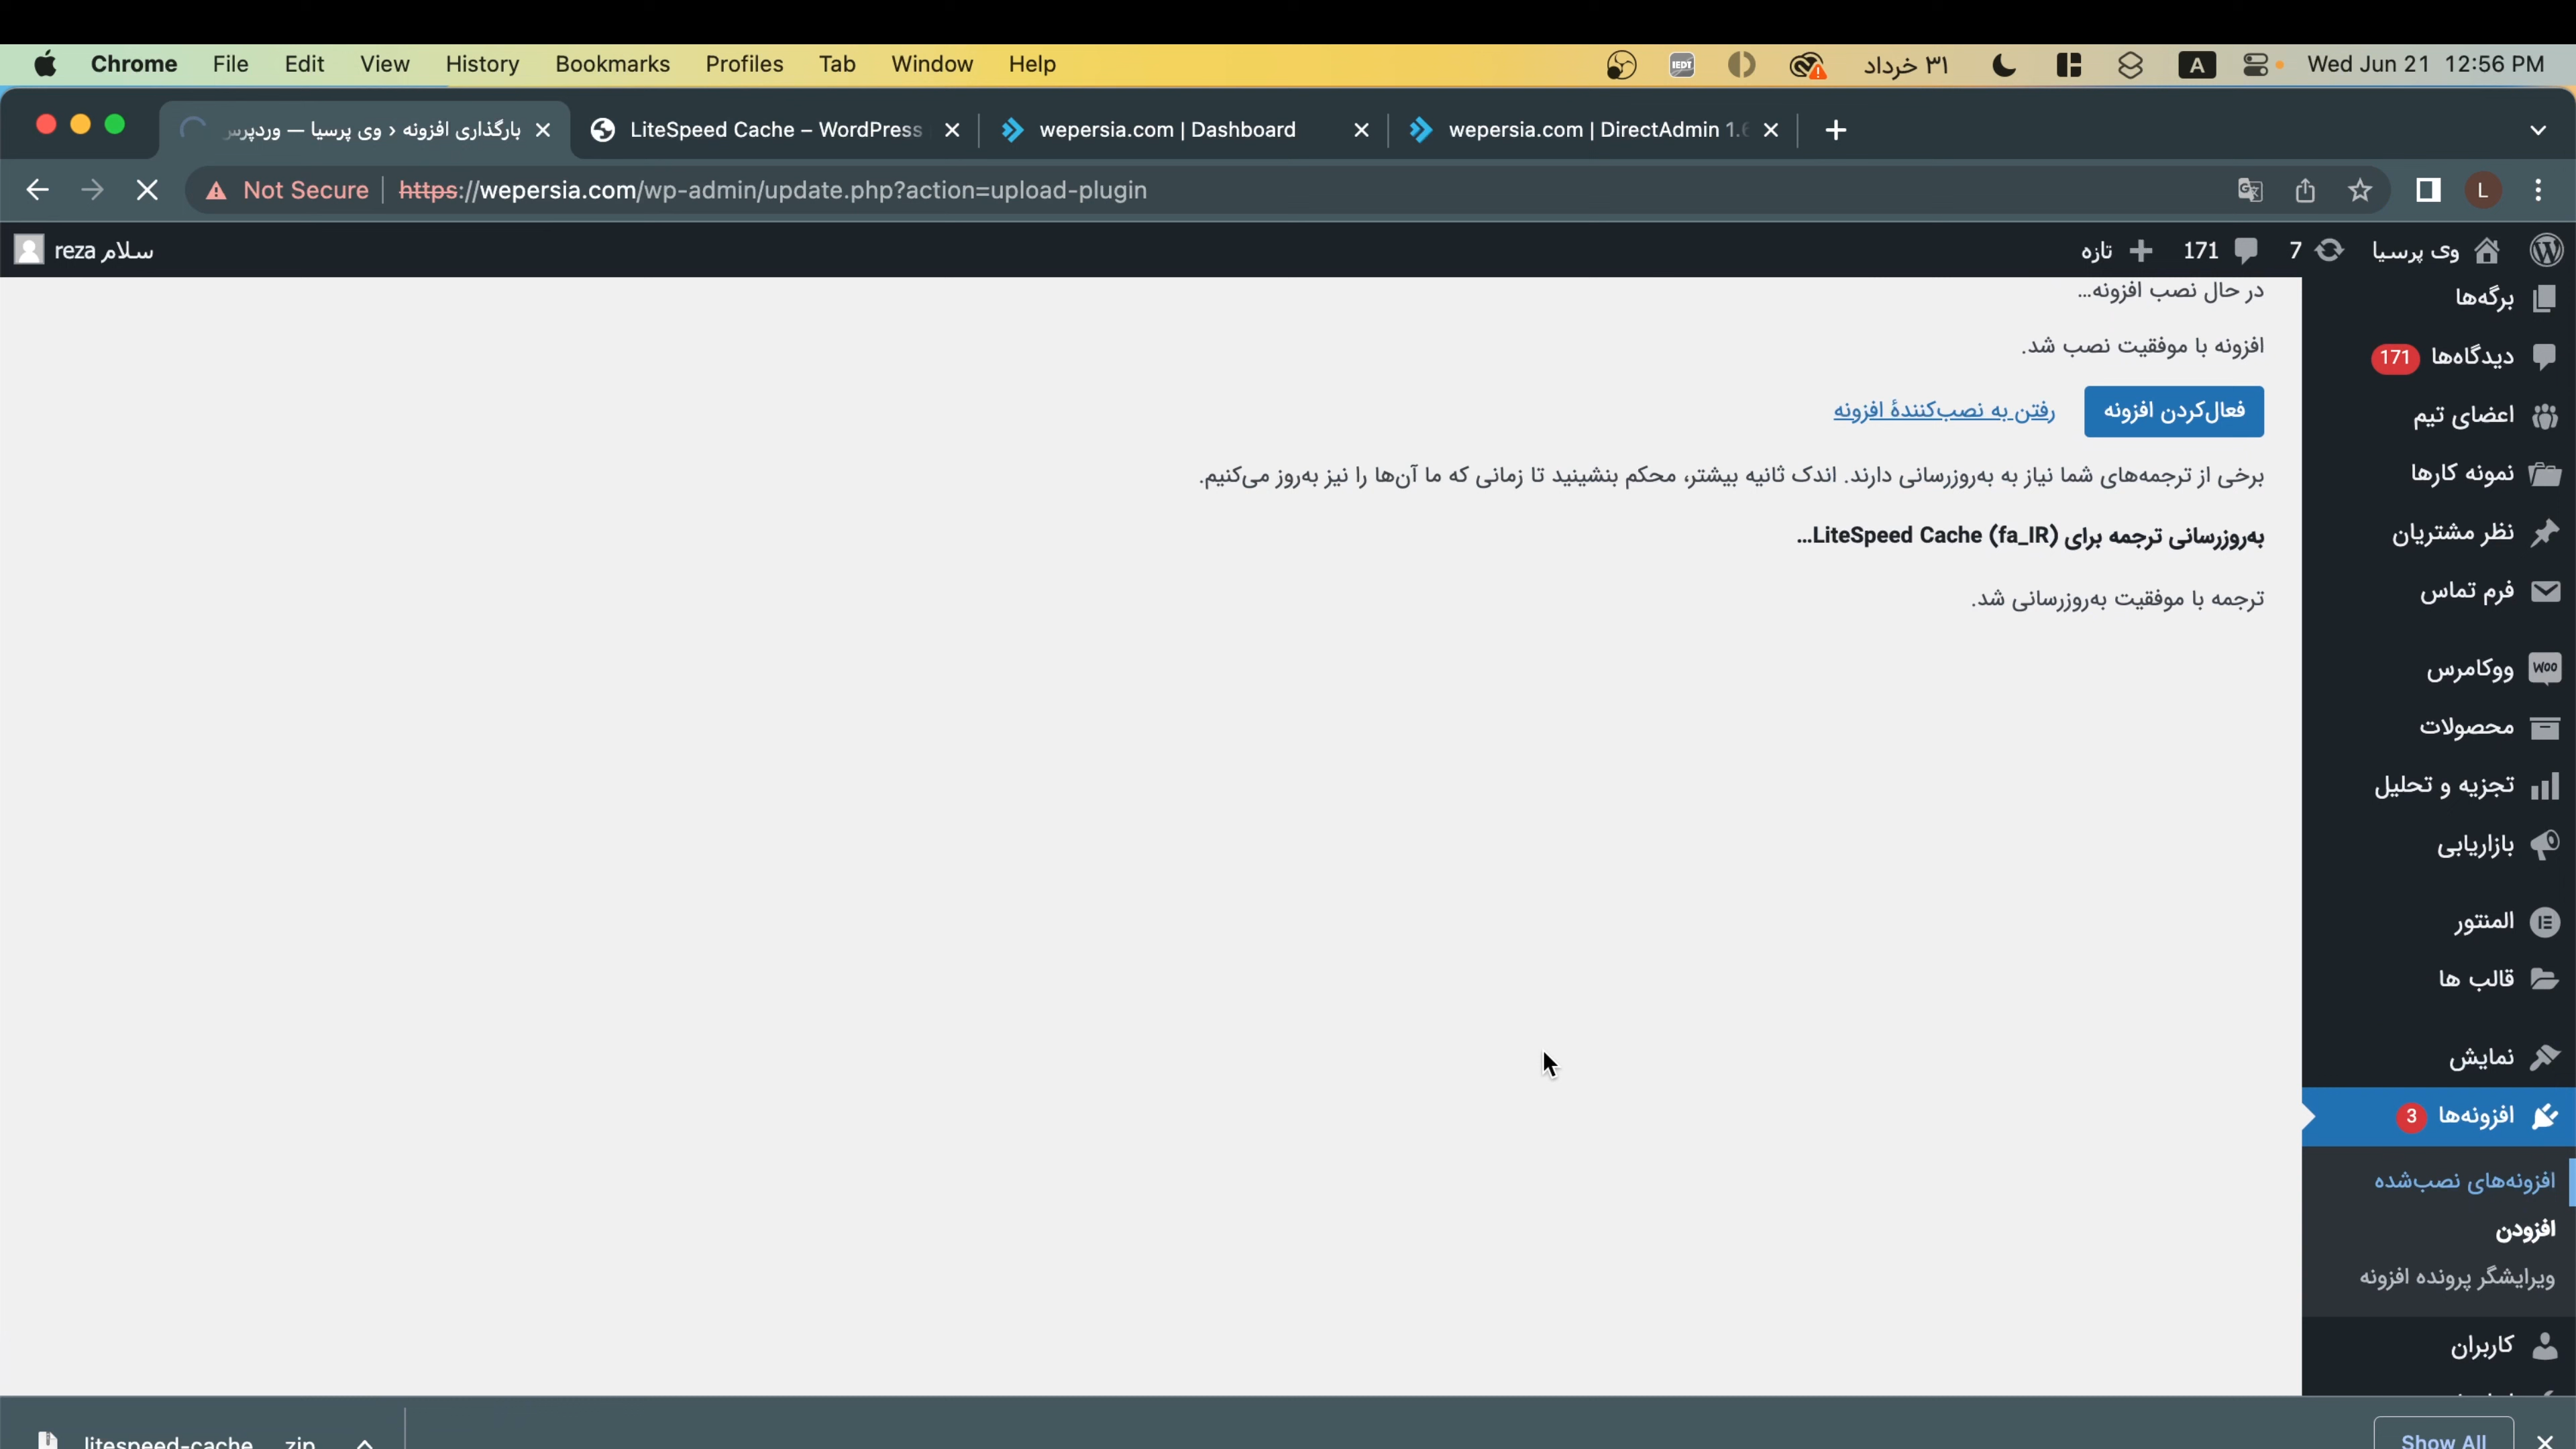 Chrome File Edit View History Bookmarks Profiles Tab Window Help
IEDT
۳۱ خرداد
A
Wed Jun 21 12:56 PM
بارگذاری افزونه ‹ وی پرسیا — وردپرس
LiteSpeed Cache – WordPress
wepersia.com | Dashboard
wepersia.com | DirectAdmin 1.6
Not Secure
https://wepersia.com/wp-admin/update.php?action=upload-plugin
L
وی پرسیا
7
171
تازه
سلام reza
برگه‌ها
دیدگاه‌ها 171
اعضای تیم
نمونه کارها
نظر مشتریان
فرم تماس
ووکامرس
محصولات
تجزیه و تحلیل
بازاریابی
المنتور
قالب ها
نمایش
افزونه‌ها 3
افزونه‌های نصب‌شده
افزودن
ویرایشگر پرونده افزونه
کاربران
در حال نصب افزونه…
افزونه با موفقیت نصب شد.
فعال‌کردن افزونه
رفتن به نصب‌کنندهٔ افزونه
برخی از ترجمه‌های شما نیاز به به‌روزرسانی دارند. اندک ثانیه بیشتر، محکم بنشینید تا زمانی که ما آن‌ها را نیز به‌روز می‌کنیم.
به‌روزرسانی ترجمه برای LiteSpeed Cache (fa_IR)…
ترجمه با موفقیت به‌روزرسانی شد.
litespeed-cache....zip
Show All